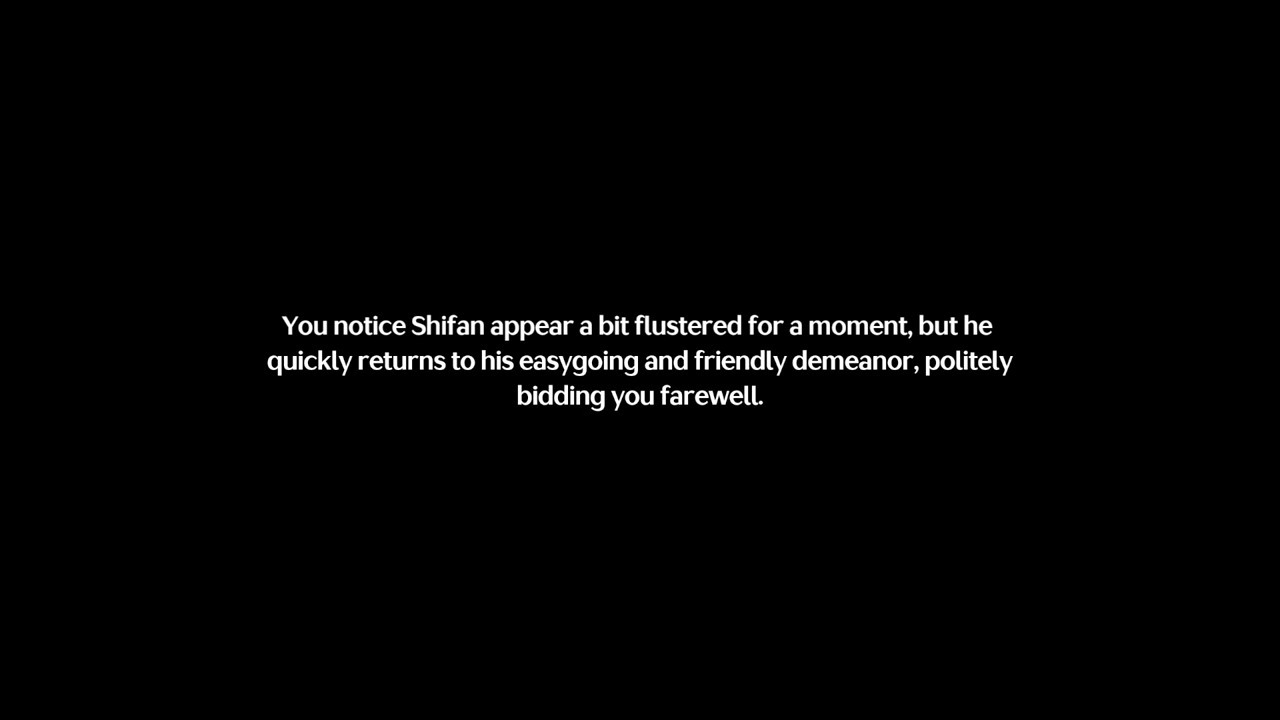 You notice Shifan appear a bit flustered for a moment, but he
quickly returns to his easygoing and friendly demeanor, politely
bidding you farewell.